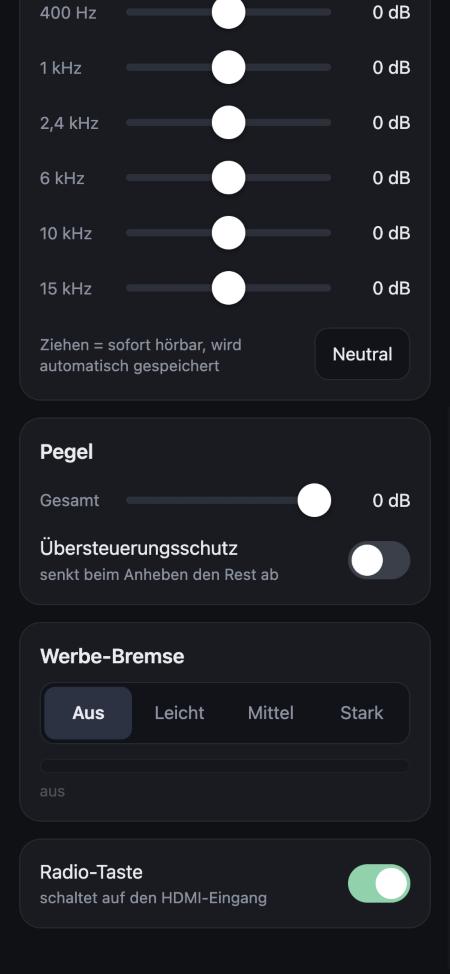 400 Hz 0 dB
1 kHz 0 dB
2,4 kHz 0 dB
6 kHz 0 dB
10 kHz 0 dB
15 kHz 0 dB
Ziehen = sofort hörbar, wird
automatisch gespeichert
Neutral
Pegel
Gesamt 0 dB
Übersteuerungsschutz
senkt beim Anheben den Rest ab
Werbe-Bremse
Aus Leicht Mittel Stark
aus
Radio-Taste
schaltet auf den HDMI-Eingang